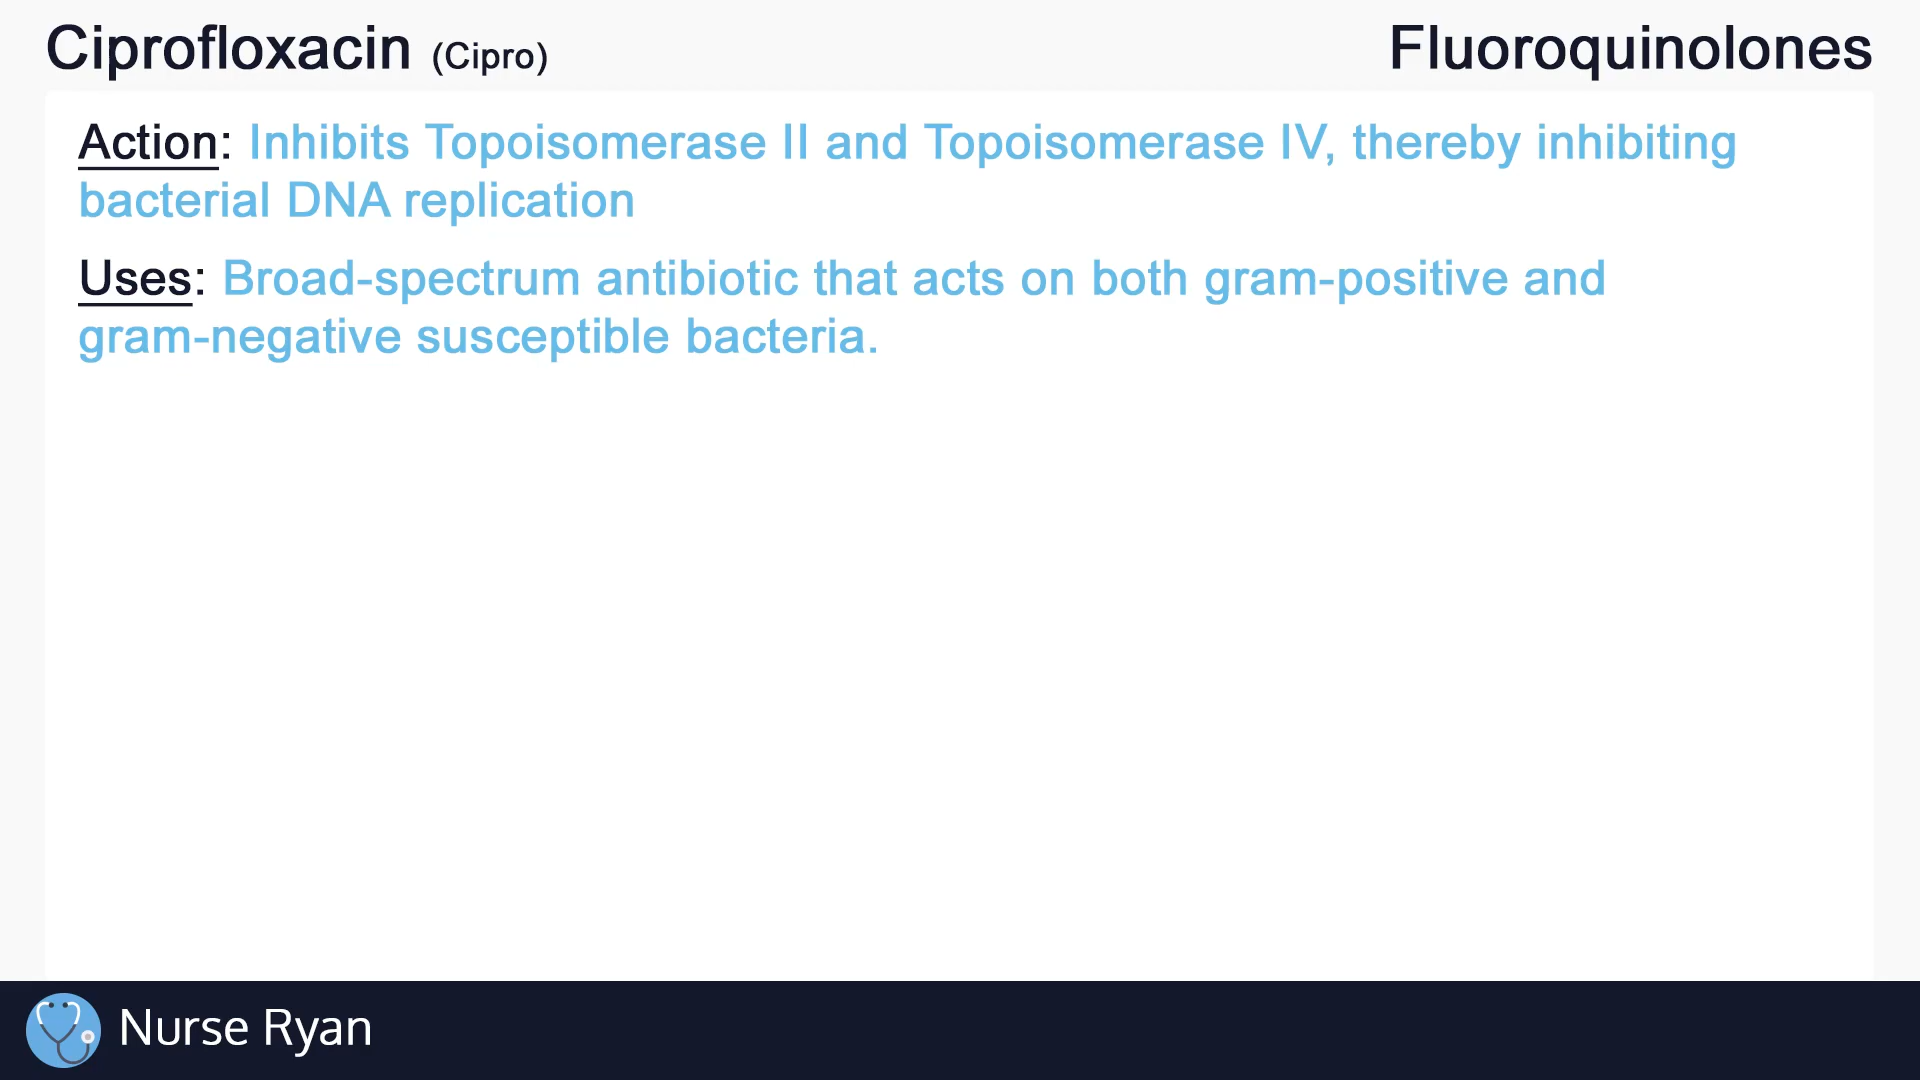 Ciprofloxacin (Cipro)
Fluoroquinolones
Action: Inhibits Topoisomerase II and Topoisomerase IV, thereby inhibiting
bacterial DNA replication
Uses: Broad-spectrum antibiotic that acts on both gram-positive and
gram-negative susceptible bacteria.
Nurse Ryan